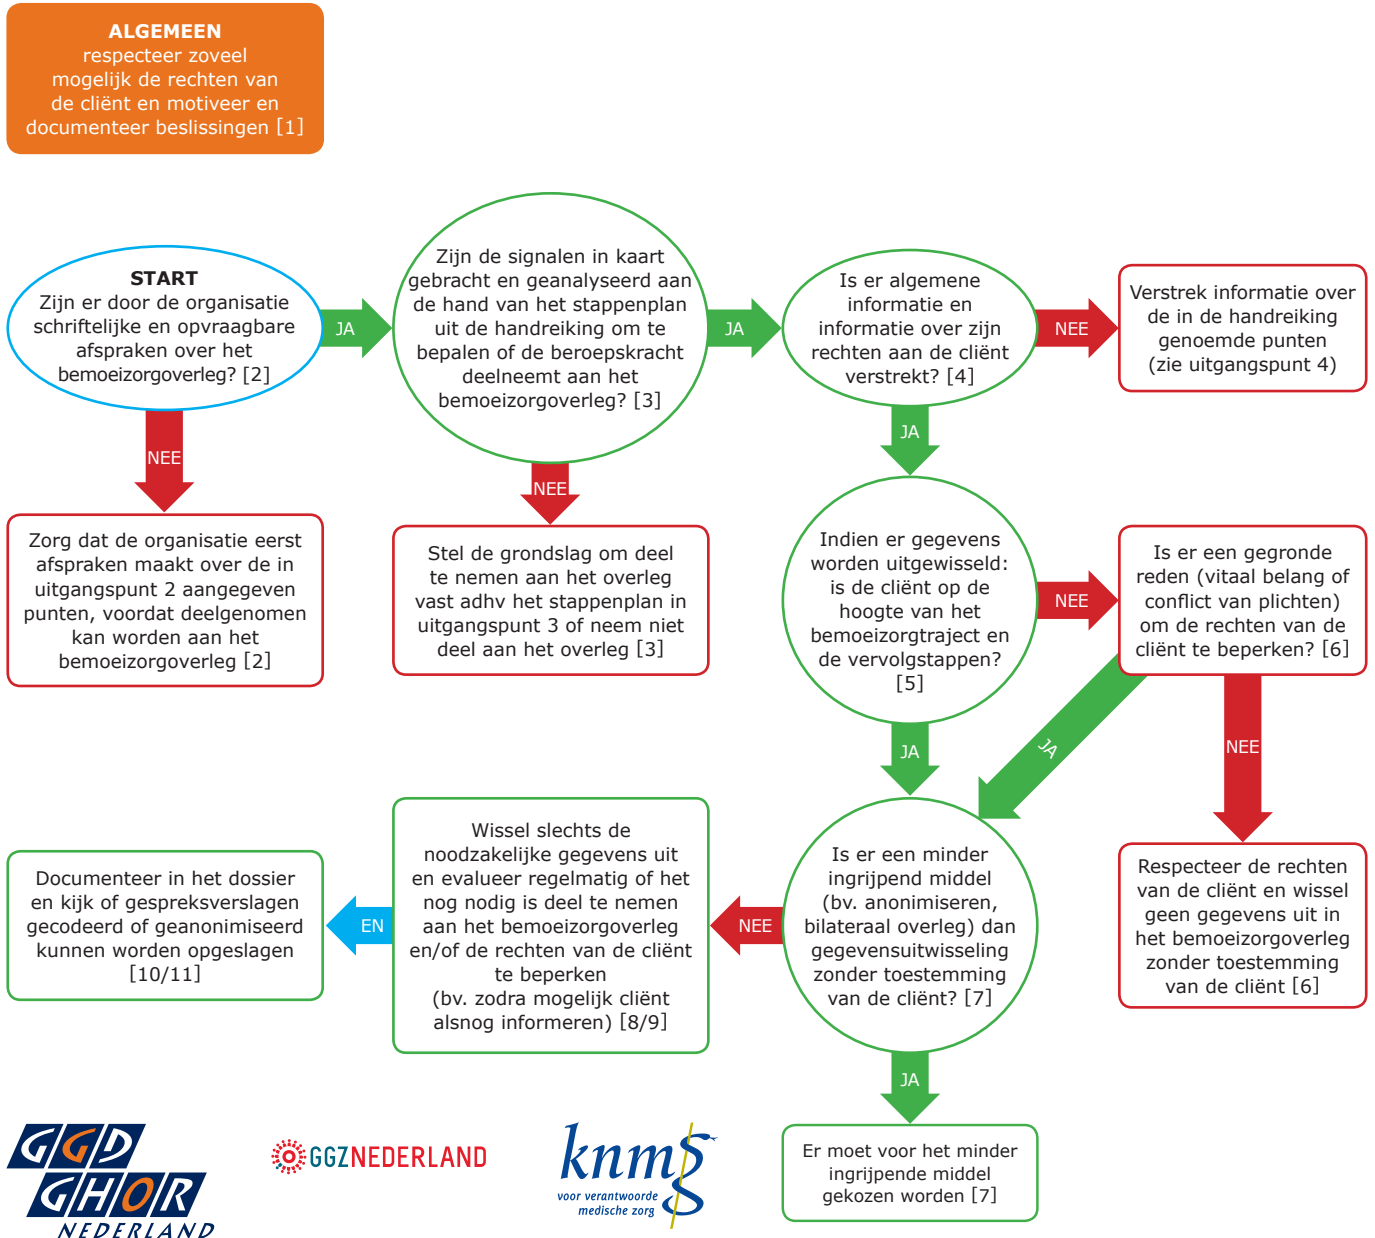 ALGEMEEN
respecteer zoveel
mogelijk de rechten van
de cliënt en motiveer en
documenteer beslissingen [1]
START
Zijn er door de organisatie
schriftelijke en opvraagbare
afspraken over het
bemoeizorgoverleg? [2]
JA
Zijn de signalen in kaart
gebracht en geanalyseerd aan
de hand van het stappenplan
uit de handreiking om te
bepalen of de beroepskracht
deelneemt aan het
bemoeizorgoverleg? [3]
JA
Is er algemene
informatie en
informatie over zijn
rechten aan de cliënt
verstrekt? [4]
NEE
Verstrek informatie over
de in de handreiking
genoemde punten
(zie uitgangspunt 4)
NEE
NEE
JA
Zorg dat de organisatie eerst
afspraken maakt over de in
uitgangspunt 2 aangegeven
punten, voordat deelgenomen
kan worden aan het
bemoeizorgoverleg [2]
Stel de grondslag om deel
te nemen aan het overleg
vast adhv het stappenplan in
uitgangspunt 3 of neem niet
deel aan het overleg [3]
Indien er gegevens
worden uitgewisseld:
is de cliënt op de
hoogte van het
bemoeizorgtraject en
de vervolgstappen?
[5]
NEE
Is er een gegronde
reden (vitaal belang of
conflict van plichten)
om de rechten van de
cliënt te beperken? [6]
JA
JA
NEE
Documenteer in het dossier
en kijk of gespreksverslagen
gecodeerd of geanonimiseerd
kunnen worden opgeslagen
[10/11]
EN
Wissel slechts de
noodzakelijke gegevens uit
en evalueer regelmatig of het
nog nodig is deel te nemen
aan het bemoeizorgoverleg
en/of de rechten van de cliënt
te beperken
(bv. zodra mogelijk cliënt
alsnog informeren) [8/9]
NEE
Is er een minder
ingrijpend middel
(bv. anonimiseren,
bilateraal overleg) dan
gegevensuitwisseling
zonder toestemming
van de cliënt? [7]
Respecteer de rechten
van de cliënt en wissel
geen gegevens uit in
het bemoeizorgoverleg
zonder toestemming
van de cliënt [6]
JA
Er moet voor het minder
ingrijpende middel
gekozen worden [7]
GGD
GHOR
NEDERLAND
GGZNEDERLAND
knmg
voor verantwoorde
medische zorg